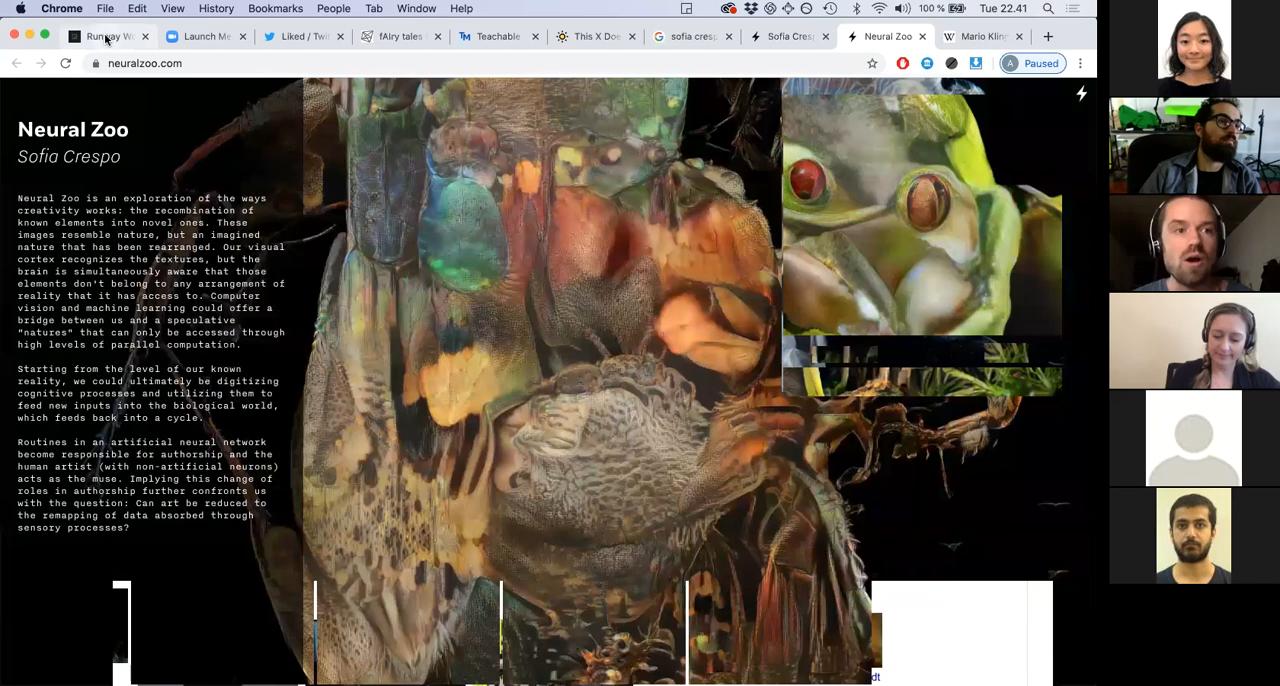 Chrome File Edit View History Bookmarks People Tab Window Help 100 % Tue 22.41
Runway Wo Launch Me Liked / Twit fAIry tales Teachable This X Doe sofia cresp Sofia Cresp Neural Zoo Mario Kling
neuralzoo.com A Paused
Neural Zoo
Sofia Crespo
Neural Zoo is an exploration of the ways
creativity works: the recombination of
known elements into novel ones. These
images resemble nature, but an imagined
nature that has been rearranged. Our visual
cortex recognizes the textures, but the
brain is simultaneously aware that those
elements don't belong to any arrangement of
reality that it has access to. Computer
vision and machine learning could offer a
bridge between us and a speculative
"natures" that can only be accessed through
high levels of parallel computation.
Starting from the level of our known
reality, we could ultimately be digitizing
cognitive processes and utilizing them to
feed new inputs into the biological world,
which feeds back into a cycle.
Routines in an artificial neural network
become responsible for authorship and the
human artist (with non-artificial neurons)
acts as the muse. Implying this change of
roles in authorship further confronts us
with the question: Can art be reduced to
the remapping of data absorbed through
sensory processes?
dt